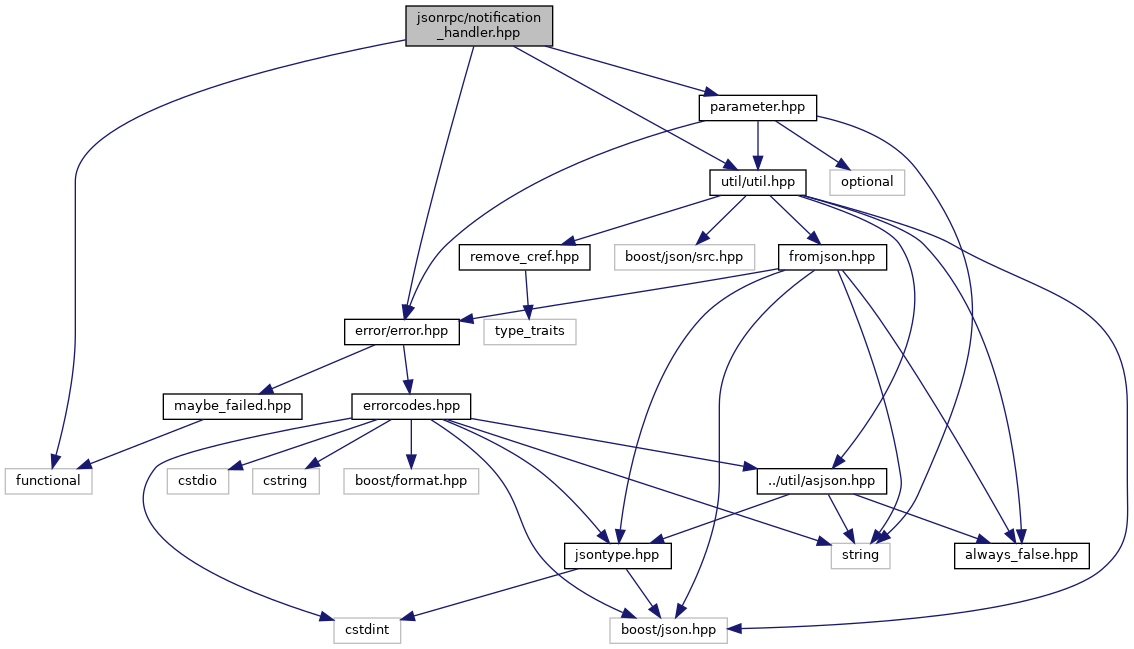 jsonrpc/notification
_handler.hpp
parameter.hpp
util/util.hpp
optional
remove_cref.hpp
boost/json/src.hpp
fromjson.hpp
error/error.hpp
type_traits
maybe_failed.hpp
errorcodes.hpp
functional
cstdio
cstring
boost/format.hpp
../util/asjson.hpp
jsontype.hpp
string
always_false.hpp
cstdint
boost/json.hpp